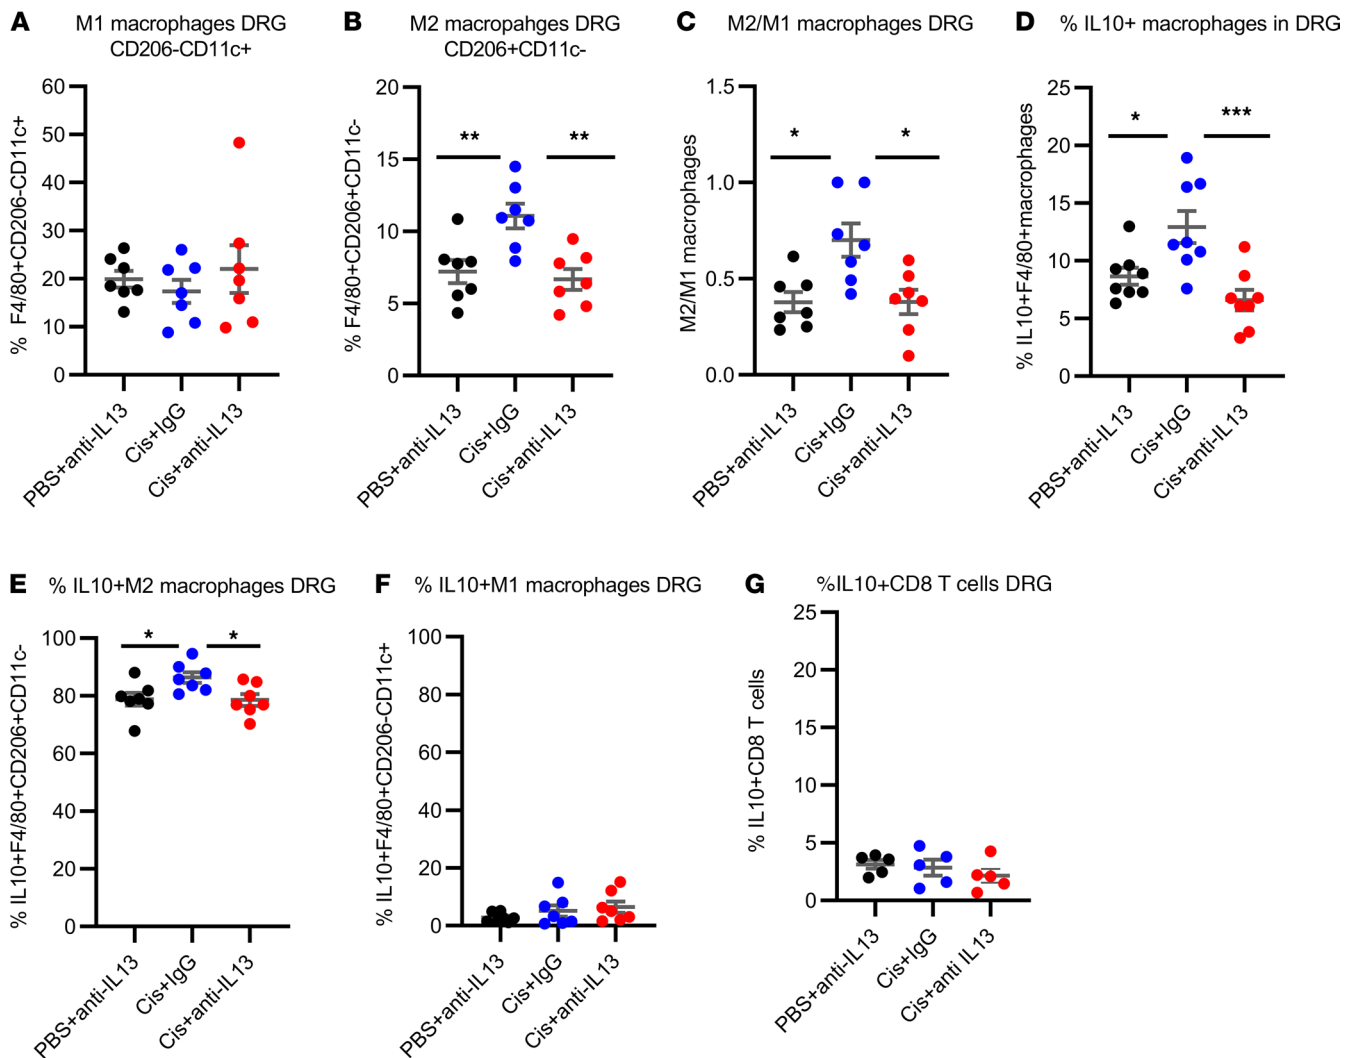 A M1 macrophages DRG
CD206-CD11c+
% F4/80+CD206-CD11c+
60
50
40
30
20
10
0
PBS+anti-IL13
Cis+IgG
Cis+anti-IL13
B M2 macropahges DRG
CD206+CD11c-
% F4/80+CD206+CD11c-
20
15
10
5
0
** **
PBS+anti-IL13
Cis+IgG
Cis+anti-IL13
C M2/M1 macrophages DRG
M2/M1 macrophages
1.5
1.0
0.5
0.0
* *
PBS+anti-IL13
Cis+IgG
Cis+anti-IL13
D % IL10+ macrophages in DRG
% IL10+F4/80+macrophages
25
20
15
10
5
0
* ***
PBS+anti-IL13
Cis+IgG
Cis+anti-IL13
E % IL10+M2 macrophages DRG
% IL10+F4/80+CD206+CD11c-
100
80
60
40
20
0
* *
PBS+anti-IL13
Cis+IgG
Cis+anti-IL13
F % IL10+M1 macrophages DRG
% IL10+F4/80+CD206-CD11c+
100
80
60
40
20
0
PBS+anti-IL13
Cis+IgG
Cis+anti-IL13
G %IL10+CD8 T cells DRG
% IL10+CD8 T cells
25
20
15
10
5
0
PBS+anti-IL13
Cis+IgG
Cis+anti IL13